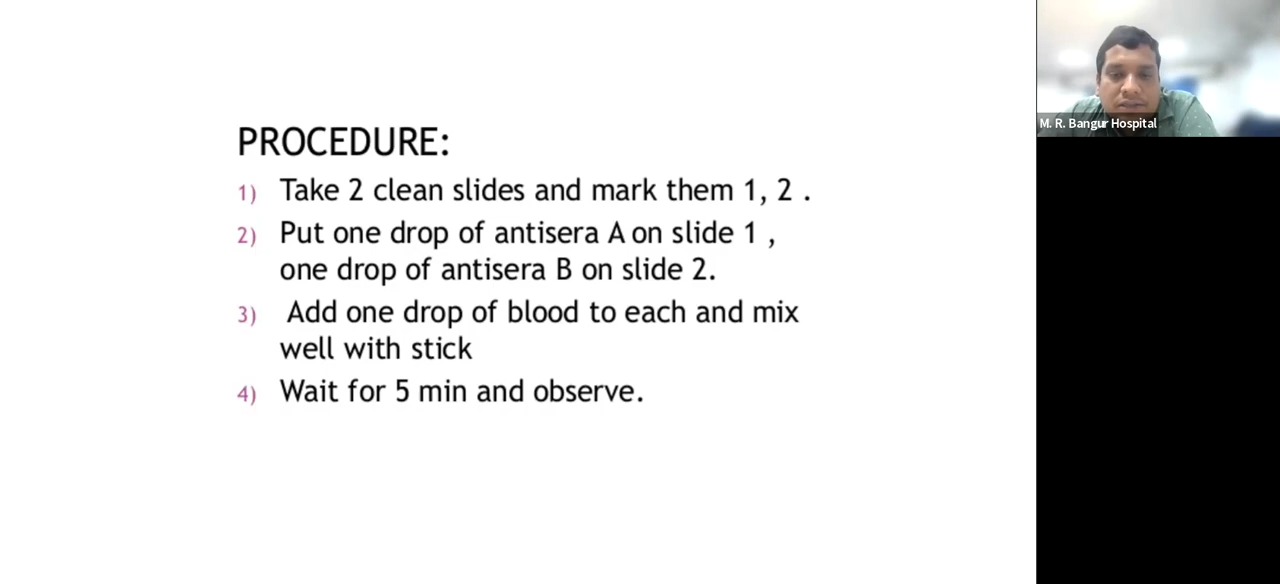 PROCEDURE:
1) Take 2 clean slides and mark them 1, 2 .
2) Put one drop of antisera A on slide 1 ,
one drop of antisera B on slide 2.
3) Add one drop of blood to each and mix
well with stick
4) Wait for 5 min and observe.
M. R. Bangur Hospital